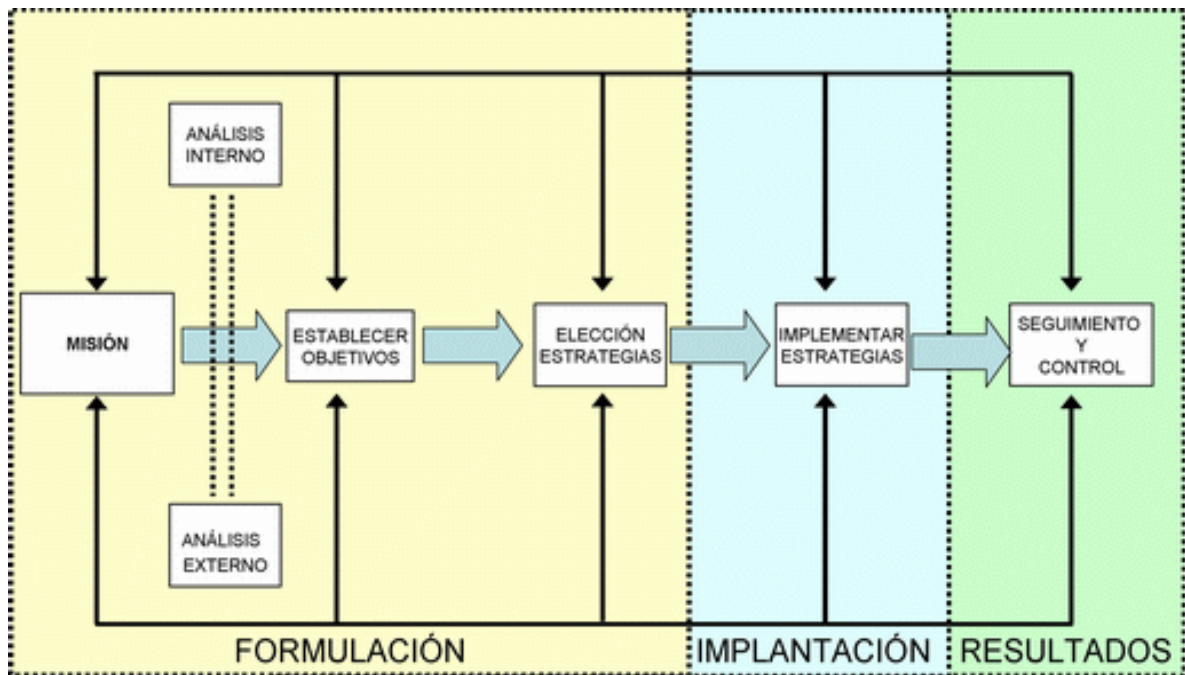 ANÁLISIS
INTERNO
MISIÓN
ESTABLECER
OBJETIVOS
ELECCIÓN
ESTRATEGIAS
IMPLEMENTAR
ESTRATEGIAS
SEGUIMIENTO
Y
CONTROL
ANÁLISIS
EXTERNO
FORMULACIÓN
IMPLANTACIÓN
RESULTADOS